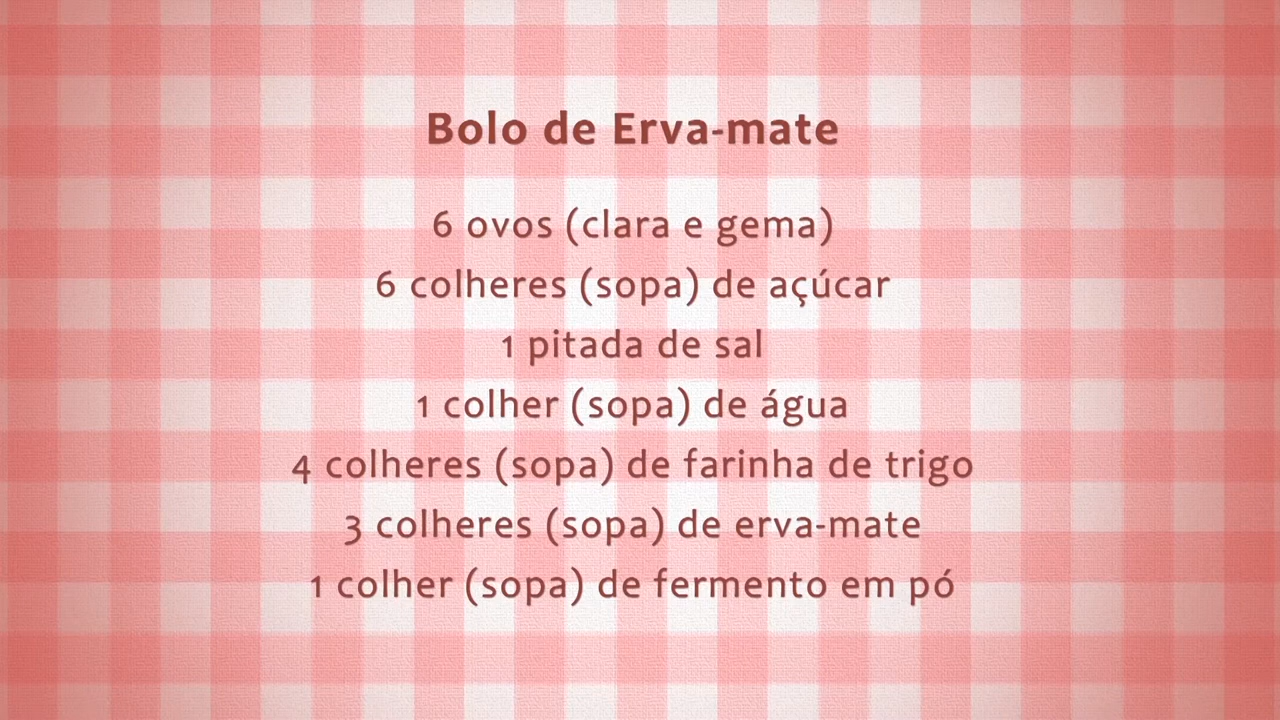 Bolo de Erva-mate
6 ovos (clara e gema)
6 colheres (sopa) de açúcar
1 pitada de sal
1 colher (sopa) de água
4 colheres (sopa) de farinha de trigo
3 colheres (sopa) de erva-mate
1 colher (sopa) de fermento em pó